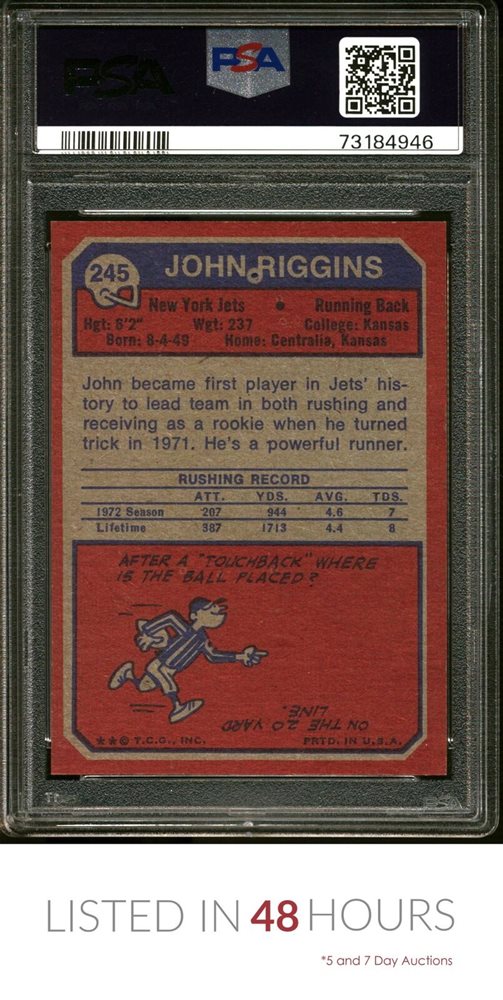 PSA
PSA
73184946
245
JOHN RIGGINS
New York Jets • Running Back
Hgt: 6'2" Wgt: 237 College: Kansas
Born: 8-4-49 Home: Centralia, Kansas
John became first player in Jets' his-
tory to lead team in both rushing and
receiving as a rookie when he turned
trick in 1971. He's a powerful runner.
RUSHING RECORD
ATT. YDS. AVG. TDS.
1972 Season 207 944 4.6 7
Lifetime 387 1713 4.4 8
AFTER A "TOUCHBACK" WHERE
IS THE BALL PLACED?
ON THE 20 YARD
LINE.
**© T.C.G., INC. PRTD. IN U.S.A.
PSA
LISTED IN 48 HOURS
*5 and 7 Day Auctions